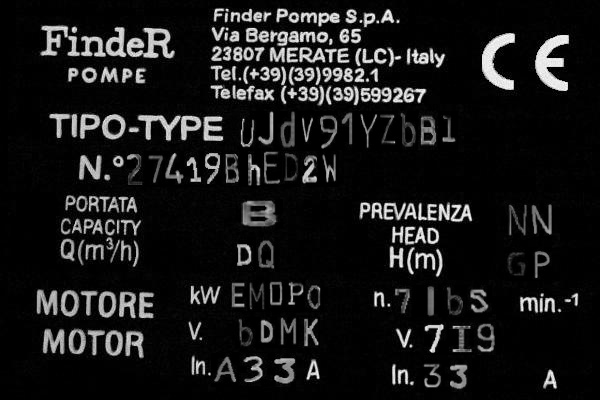 FindeR
POMPE
Finder Pompe S.p.A.
Via Bergamo, 65
23807 MERATE (LC)- Italy
Tel.(+39)(39)9982.1
Telefax (+39)(39)599267
CE
TIPO-TYPE UJdV91YZbB1
N.° 27419BhED2W
PORTATA
CAPACITY
Q(m³/h)
B
DQ
PREVALENZA
HEAD
H(m)
NN
GP
MOTORE
MOTOR
kW EMOPO
n. 7IbS min.-1
V. bDMK
V. 7I9
In. A33A
In. 33 A